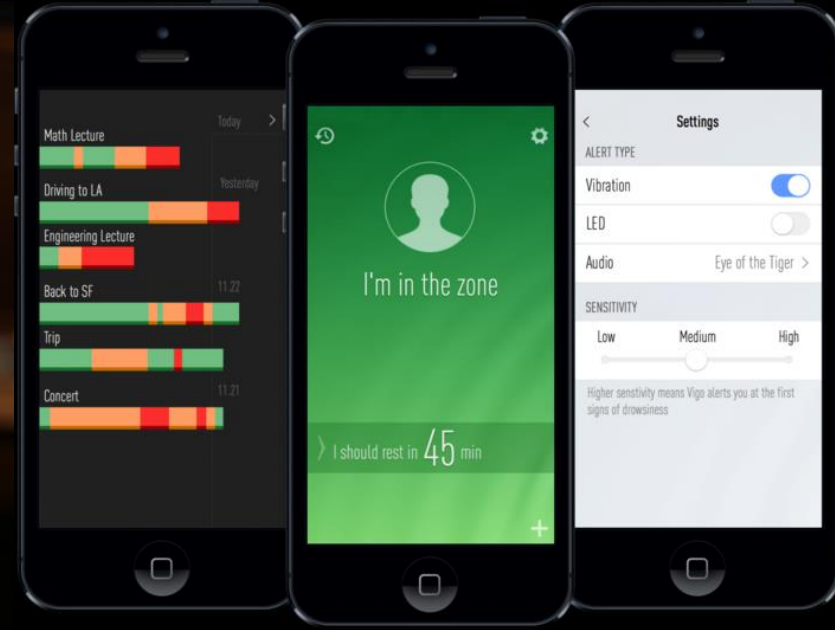 Today >
Math Lecture
Yesterday
Driving to LA
Engineering Lecture
11.22
Back to SF
Trip
11.21
Concert
I'm in the zone
I should rest in 45 min
+
< Settings
ALERT TYPE
Vibration
LED
Audio Eye of the Tiger >
SENSITIVITY
Low Medium High
Higher senstivity means Vigo alerts you at the first
signs of drowsiness